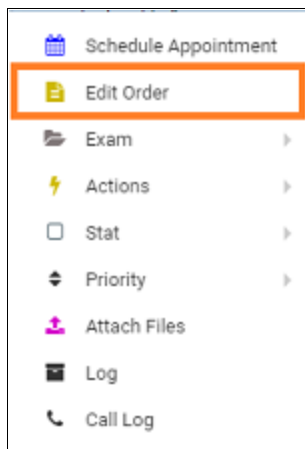 Schedule Appointment
Edit Order
Exam
Actions
Stat
Priority
Attach Files
Log
Call Log